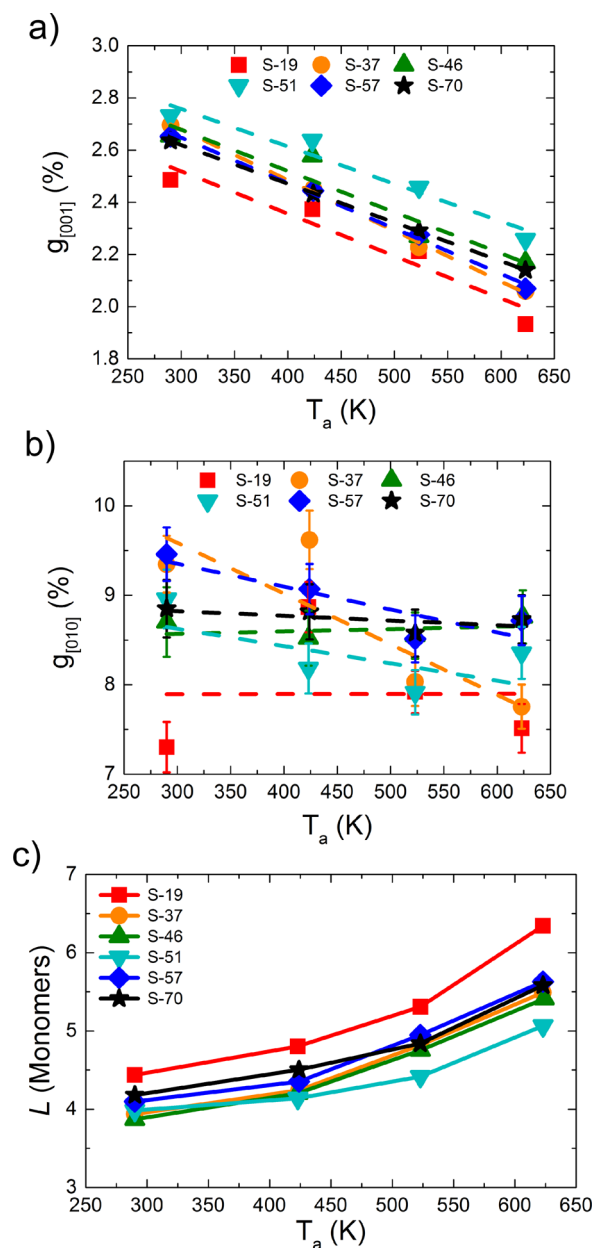 a)
3.0
2.8
2.6
2.4
2.2
2.0
1.8
g[001] (%)
S-19 S-37 S-46
S-51 S-57 S-70
250 300 350 400 450 500 550 600 650
Ta (K)
b)
10
9
8
7
g[010] (%)
S-19 S-37 S-46
S-51 S-57 S-70
250 300 350 400 450 500 550 600 650
Ta (K)
c)
7
6
5
4
3
L (Monomers)
S-19
S-37
S-46
S-51
S-57
S-70
250 300 350 400 450 500 550 600 650
Ta (K)